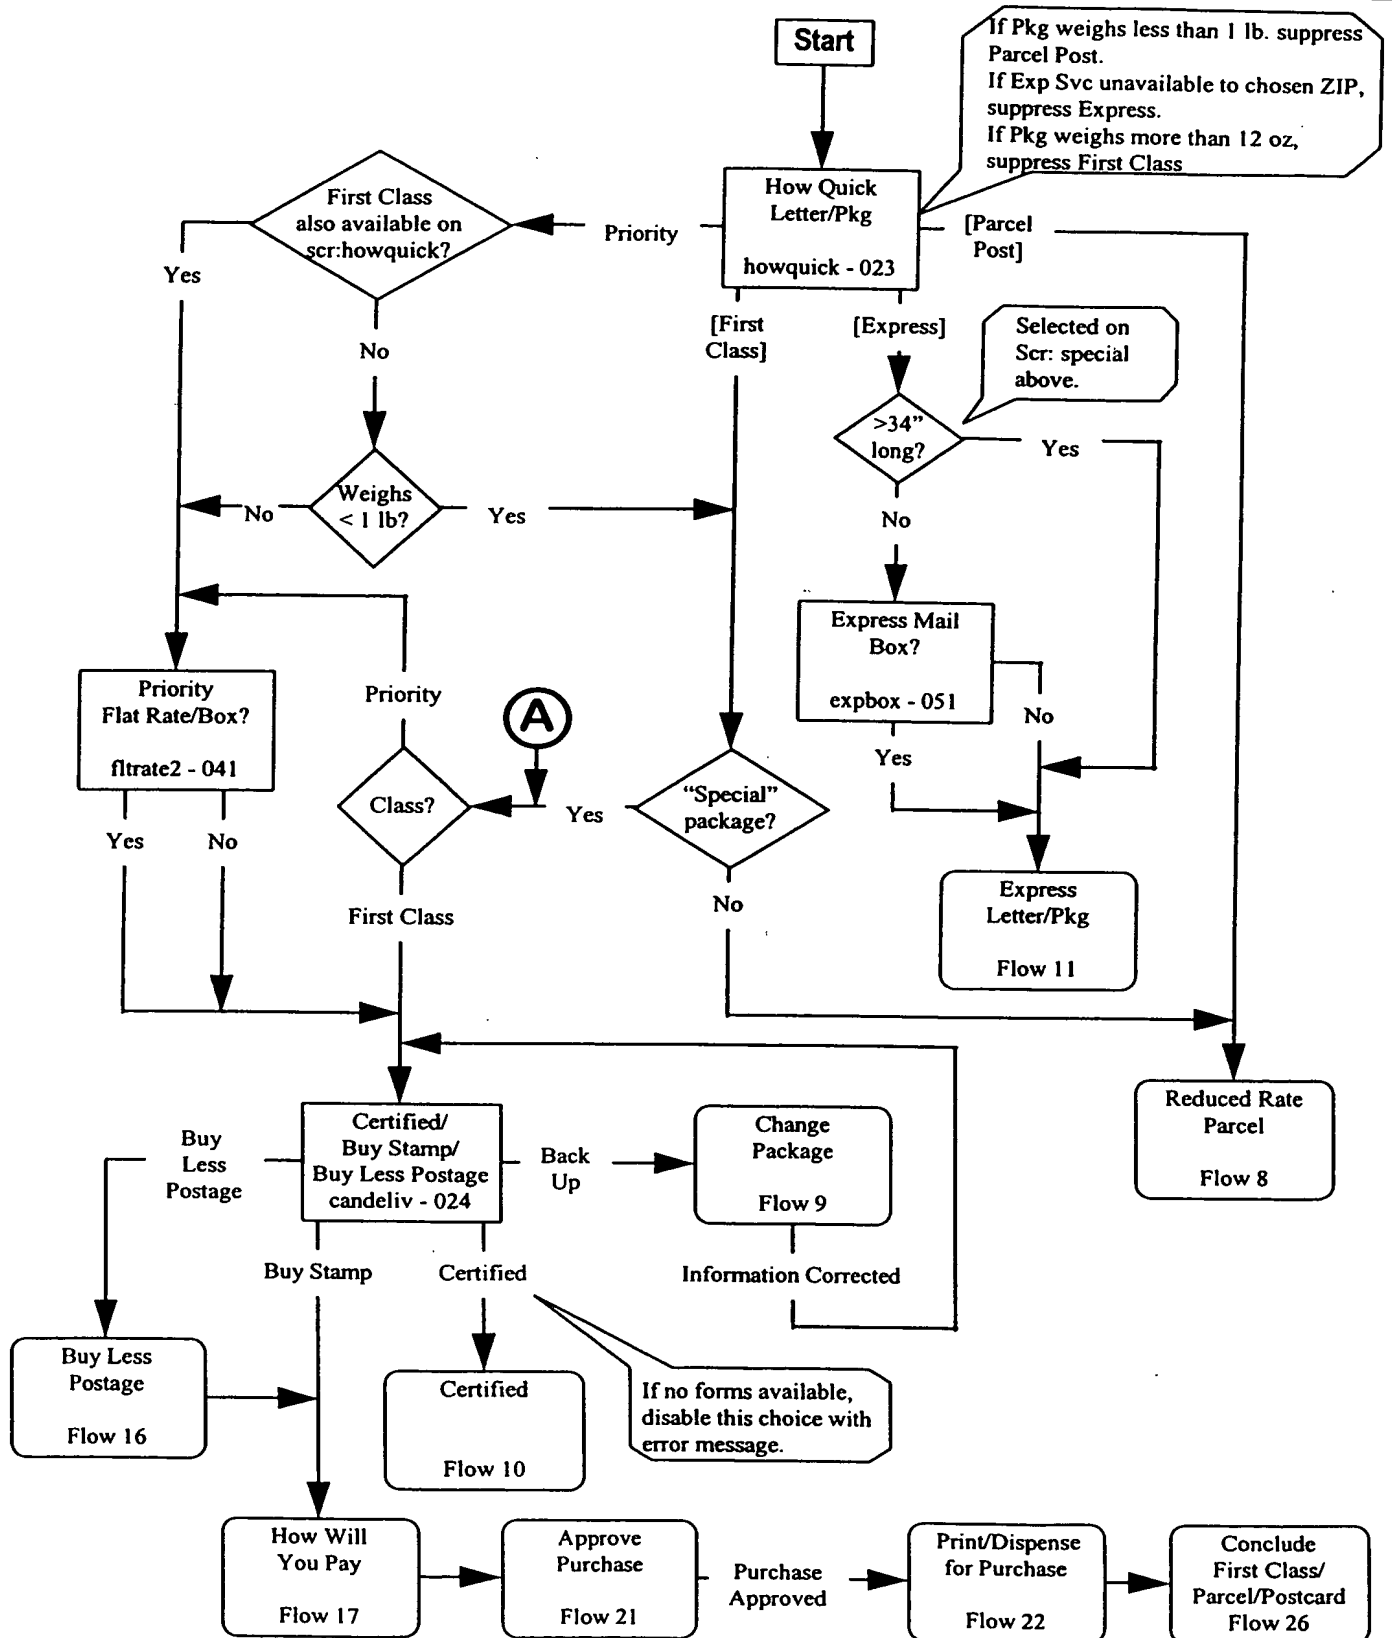 Start
If Pkg weighs less than 1 lb. suppress
Parcel Post.
If Exp Svc unavailable to chosen ZIP,
suppress Express.
If Pkg weighs more than 12 oz,
suppress First Class
How Quick
Letter/Pkg
howquick - 023
First Class
also available on
scr:howquick?
Priority
[Parcel
Post]
Yes
No
[First
Class]
[Express]
Selected on
Scr: special
above.
>34”
long?
Yes
No
Weighs
< 1 lb?
No
Yes
Express Mail
Box?
expbox - 051
No
Yes
Priority
Flat Rate/Box?
fltrate2 - 041
Yes
No
Priority
A
Class?
Yes
“Special”
package?
First Class
No
Express
Letter/Pkg
Flow 11
Reduced Rate
Parcel
Flow 8
Buy
Less
Postage
Certified/
Buy Stamp/
Buy Less Postage
candeliv - 024
Back
Up
Change
Package
Flow 9
Buy Stamp
Certified
Information Corrected
Buy Less
Postage
Flow 16
Certified
Flow 10
If no forms available,
disable this choice with
error message.
How Will
You Pay
Flow 17
Approve
Purchase
Flow 21
Purchase
Approved
Print/Dispense
for Purchase
Flow 22
Conclude
First Class/
Parcel/Postcard
Flow 26